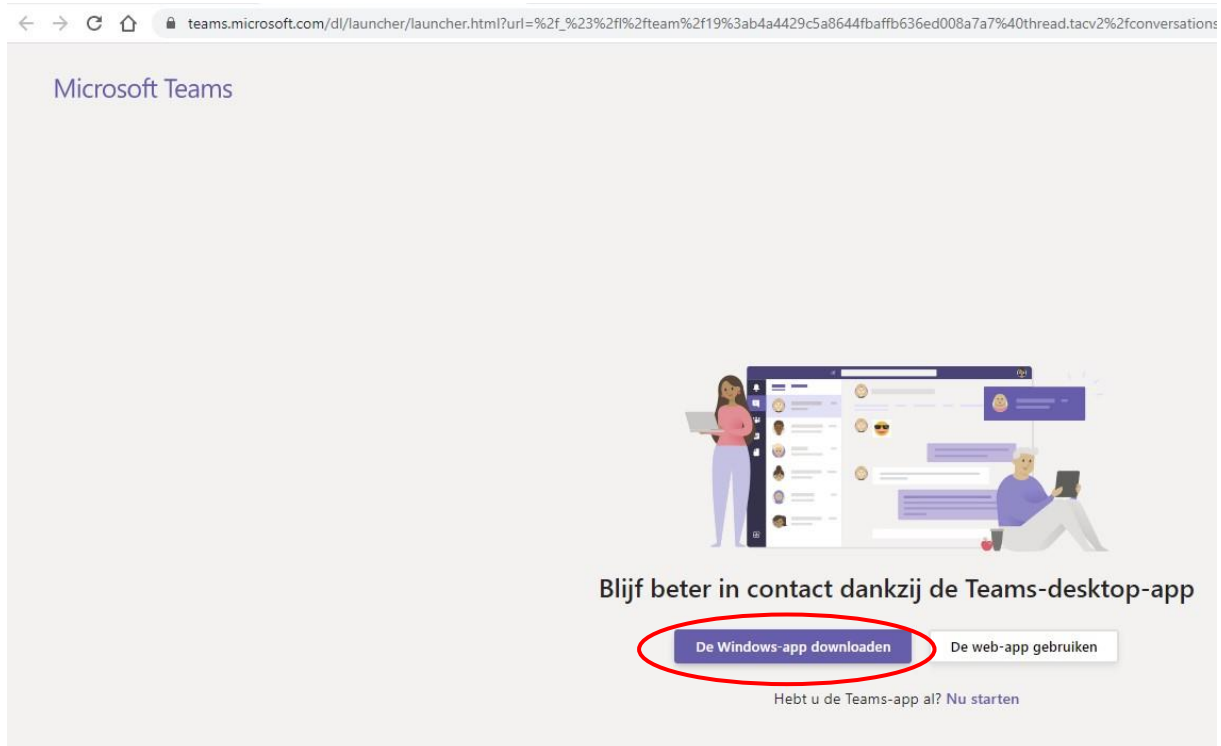 teams.microsoft.com/dl/launcher/launcher.html?url=%2f_%23%2fl%2fteam%2f19%3ab4a4429c5a8644fbaffb636ed008a7a7%40thread.tacv2%2fconversations
Microsoft Teams
Blijf beter in contact dankzij de Teams-desktop-app
De Windows-app downloaden De web-app gebruiken
Hebt u de Teams-app al? Nu starten